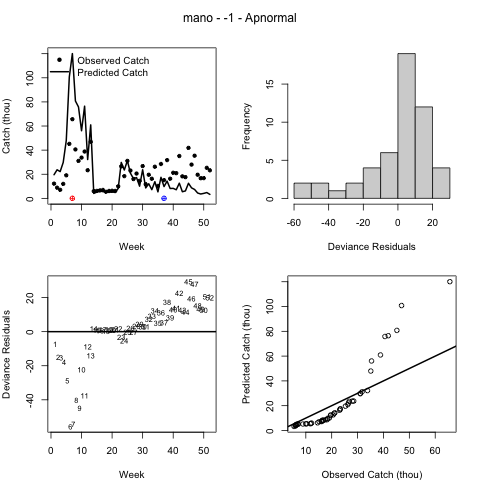 mano - -1 - Apnormal
Observed Catch
Predicted Catch
Catch (thou)
0 20 40 60 80 100
0 10 20 30 40 50
Week
Frequency
0 5 10 15
-60 -40 -20 0 20
Deviance Residuals
Deviance Residuals
-40 -20 0 20
0 10 20 30 40 50
Week
Predicted Catch (thou)
0 20 40 60 80 100
10 20 30 40 50 60
Observed Catch (thou)